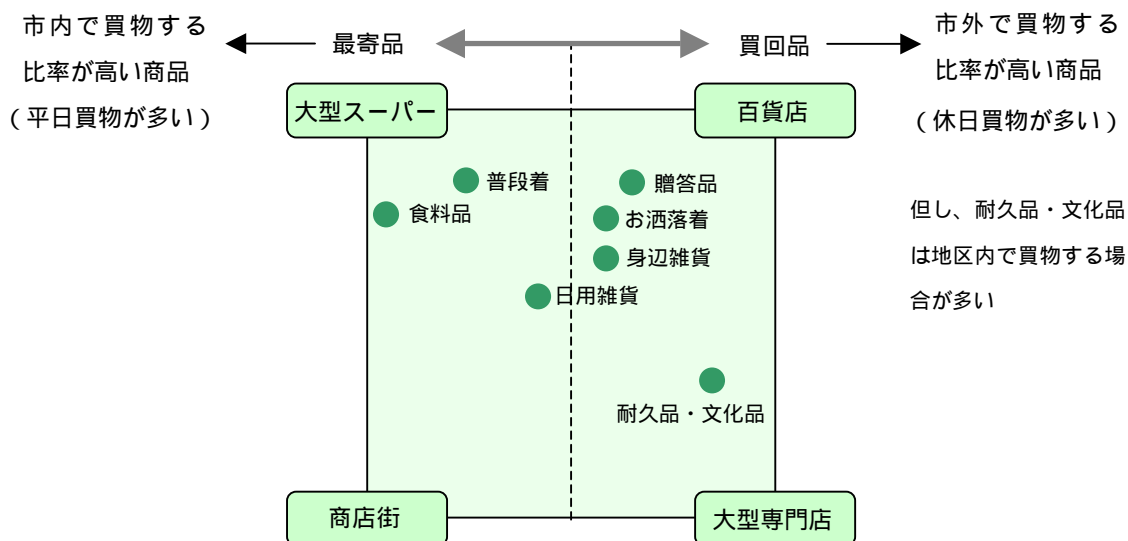 市内で買物する
比率が高い商品
(平日買物が多い)
最寄品
買回品
市外で買物する
比率が高い商品
(休日買物が多い)
大型スーパー
百貨店
普段着
贈答品
食料品
お洒落着
身辺雑貨
日用雑貨
耐久品・文化品
但し、耐久品・文化品
は地区内で買物する場
合が多い
商店街
大型専門店